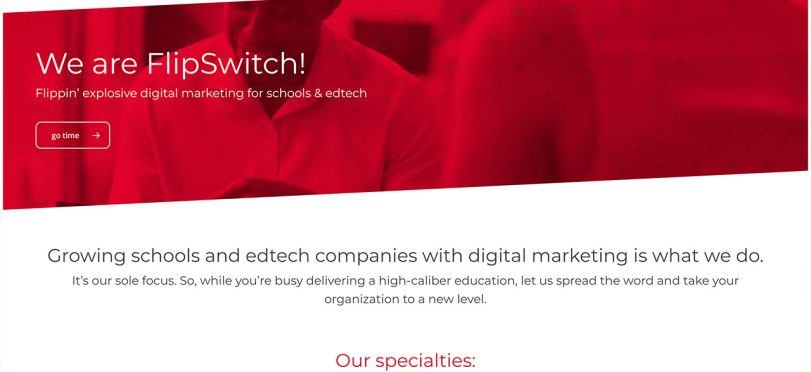 We are FlipSwitch!
Flippin’ explosive digital marketing for schools & edtech
go time →
Growing schools and edtech companies with digital marketing is what we do.
It’s our sole focus. So, while you’re busy delivering a high-caliber education, let us spread the word and take your
organization to a new level.
Our specialties: